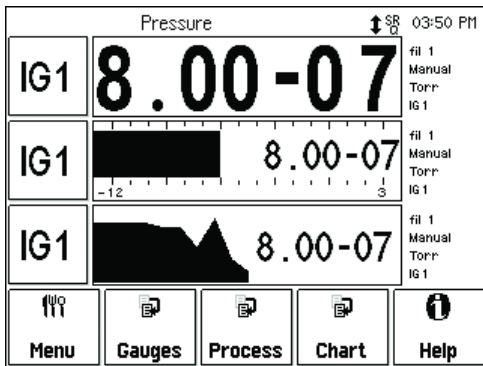 Pressure SRQ 03:50 PM
IG1 8.00-07 fil 1
Manual
Torr
IG1
IG1 8.00-07 fil 1
-12 3 Manual
Torr
IG1
IG1 8.00-07 fil 1
Manual
Torr
IG1
Menu Gauges Process Chart Help